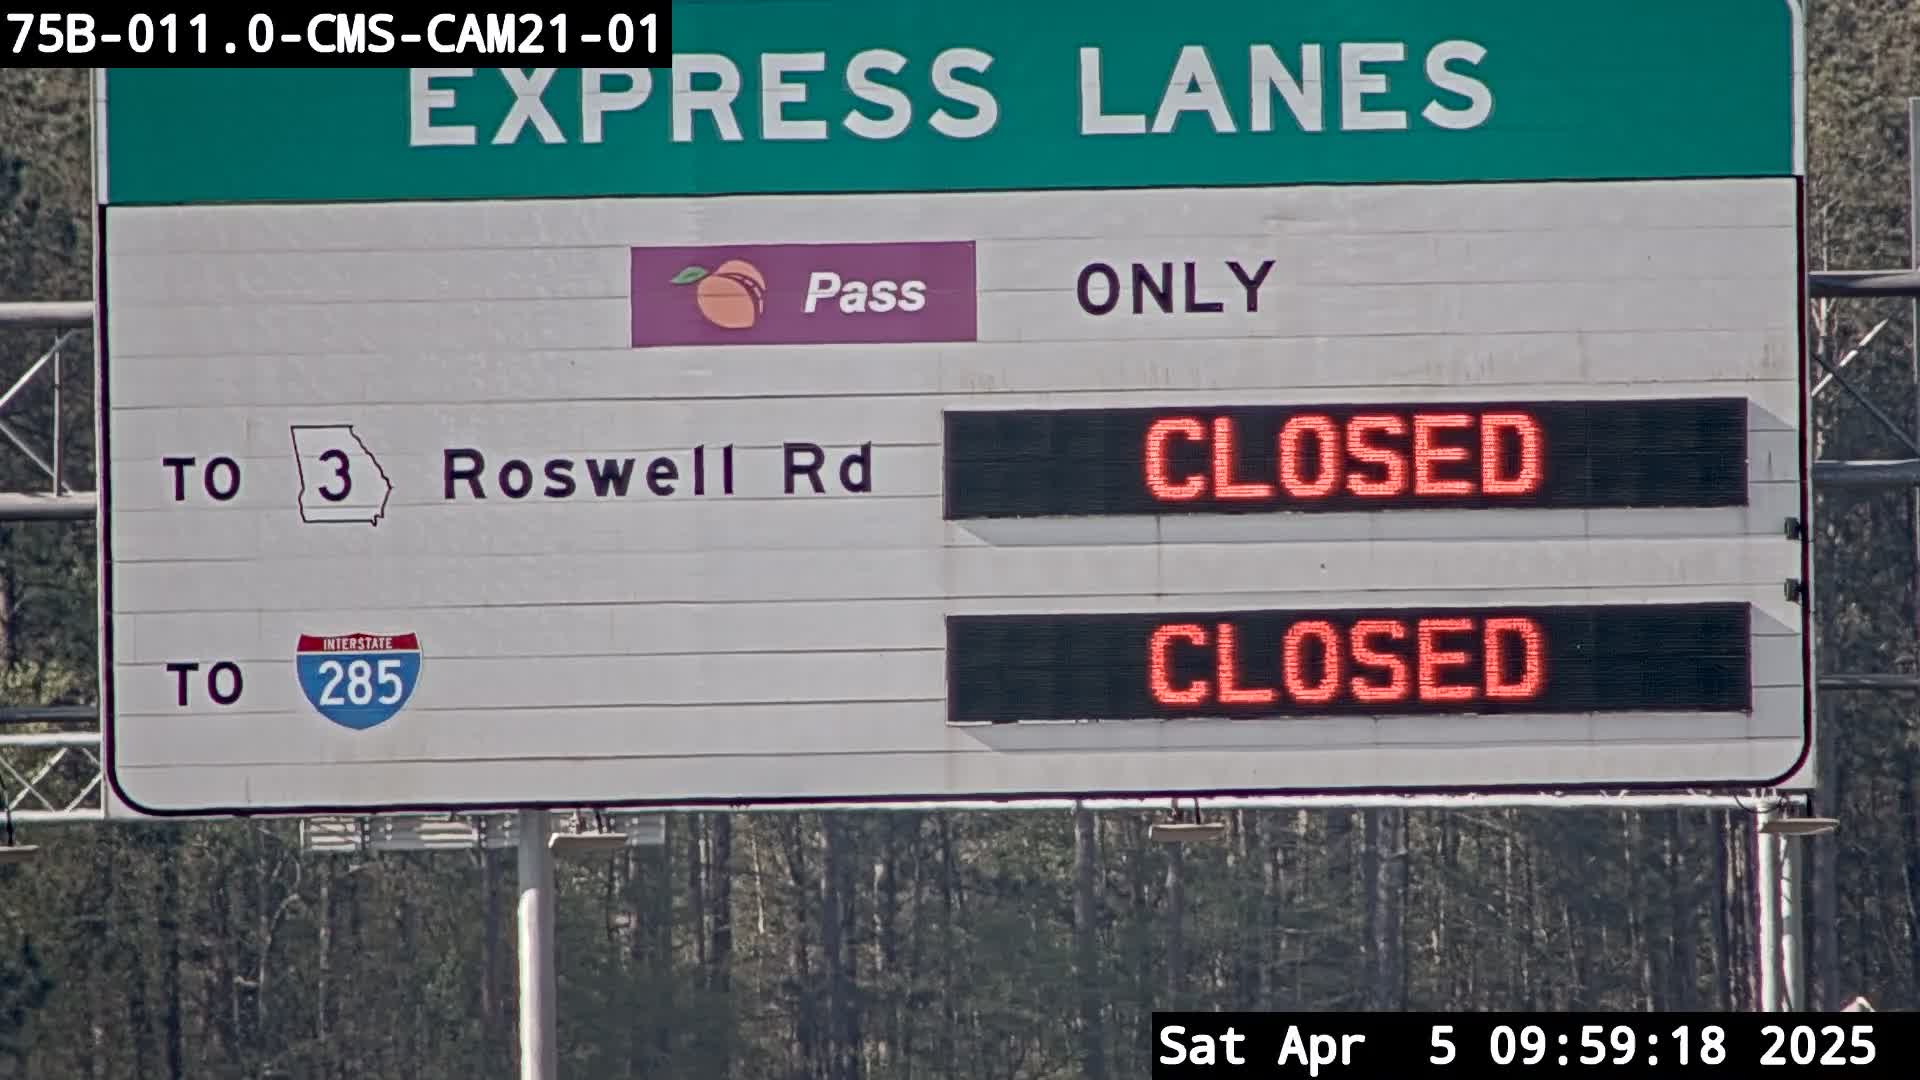 75B-011.0-CMS-CAM21-01
EXPRESS LANES
Pass ONLY
TO 3 Roswell Rd CLOSED
INTERSTATE
TO 285 CLOSED
Sat Apr 5 09:59:18 2025